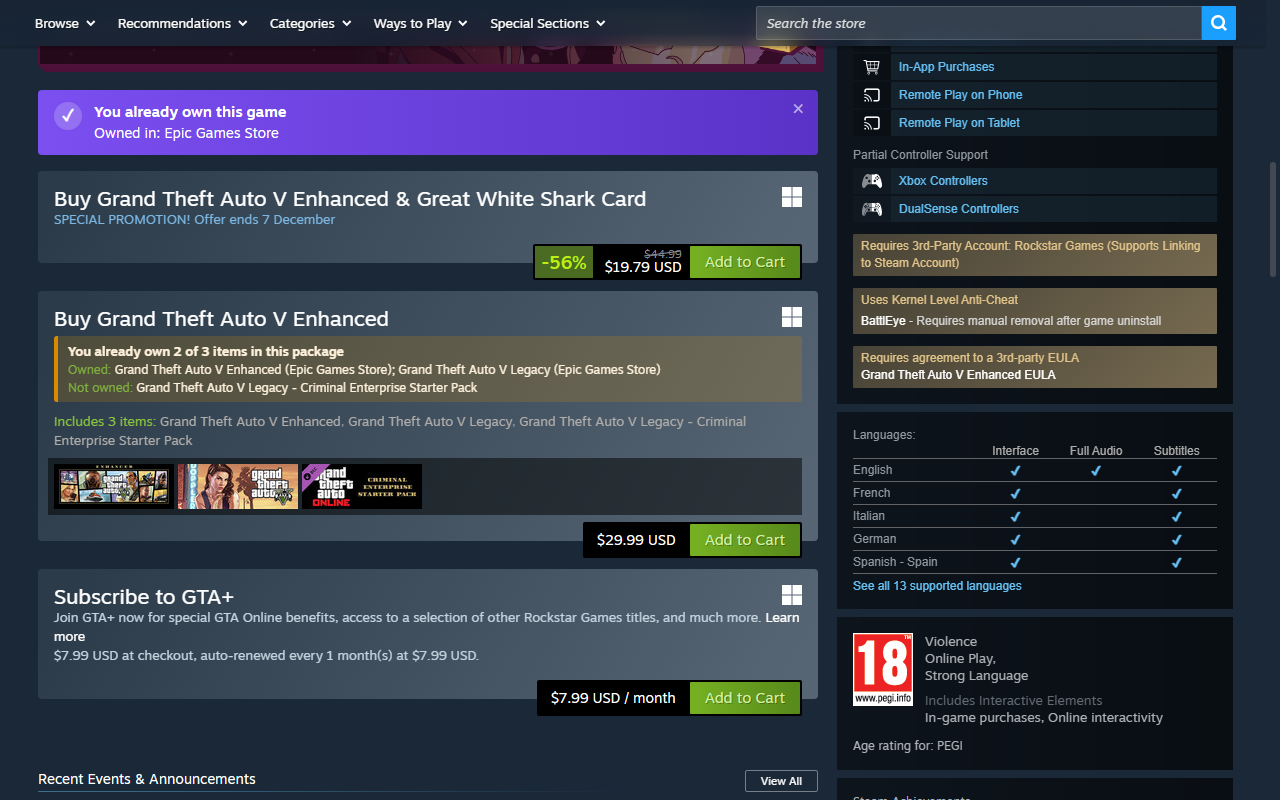 Browse
Recommendations
Categories
Ways to Play
Special Sections
Search the store
You already own this game
Owned in: Epic Games Store
Buy Grand Theft Auto V Enhanced & Great White Shark Card
SPECIAL PROMOTION! Offer ends 7 December
-56%
$44.99
$19.79 USD
Add to Cart
Buy Grand Theft Auto V Enhanced
You already own 2 of 3 items in this package
Owned: Grand Theft Auto V Enhanced (Epic Games Store); Grand Theft Auto V Legacy (Epic Games Store)
Not owned: Grand Theft Auto V Legacy - Criminal Enterprise Starter Pack
Includes 3 items: Grand Theft Auto V Enhanced, Grand Theft Auto V Legacy, Grand Theft Auto V Legacy - Criminal
Enterprise Starter Pack
ENHANCED
grand
theft
auto
grand
theft
auto
grand
theft
auto
ONLINE
CRIMINAL
ENTERPRISE
STARTER PACK
$29.99 USD
Add to Cart
Subscribe to GTA+
Join GTA+ now for special GTA Online benefits, access to a selection of other Rockstar Games titles, and much more. Learn
more
$7.99 USD at checkout, auto-renewed every 1 month(s) at $7.99 USD.
$7.99 USD / month
Add to Cart
Recent Events & Announcements
View All
In-App Purchases
Remote Play on Phone
Remote Play on Tablet
Partial Controller Support
Xbox Controllers
DualSense Controllers
Requires 3rd-Party Account: Rockstar Games (Supports Linking
to Steam Account)
Uses Kernel Level Anti-Cheat
BattlEye - Requires manual removal after game uninstall
Requires agreement to a 3rd-party EULA
Grand Theft Auto V Enhanced EULA
Languages:
Interface
Full Audio
Subtitles
English
French
Italian
German
Spanish - Spain
See all 13 supported languages
18
www.pegi.info
Violence
Online Play,
Strong Language
Includes Interactive Elements
In-game purchases, Online interactivity
Age rating for: PEGI